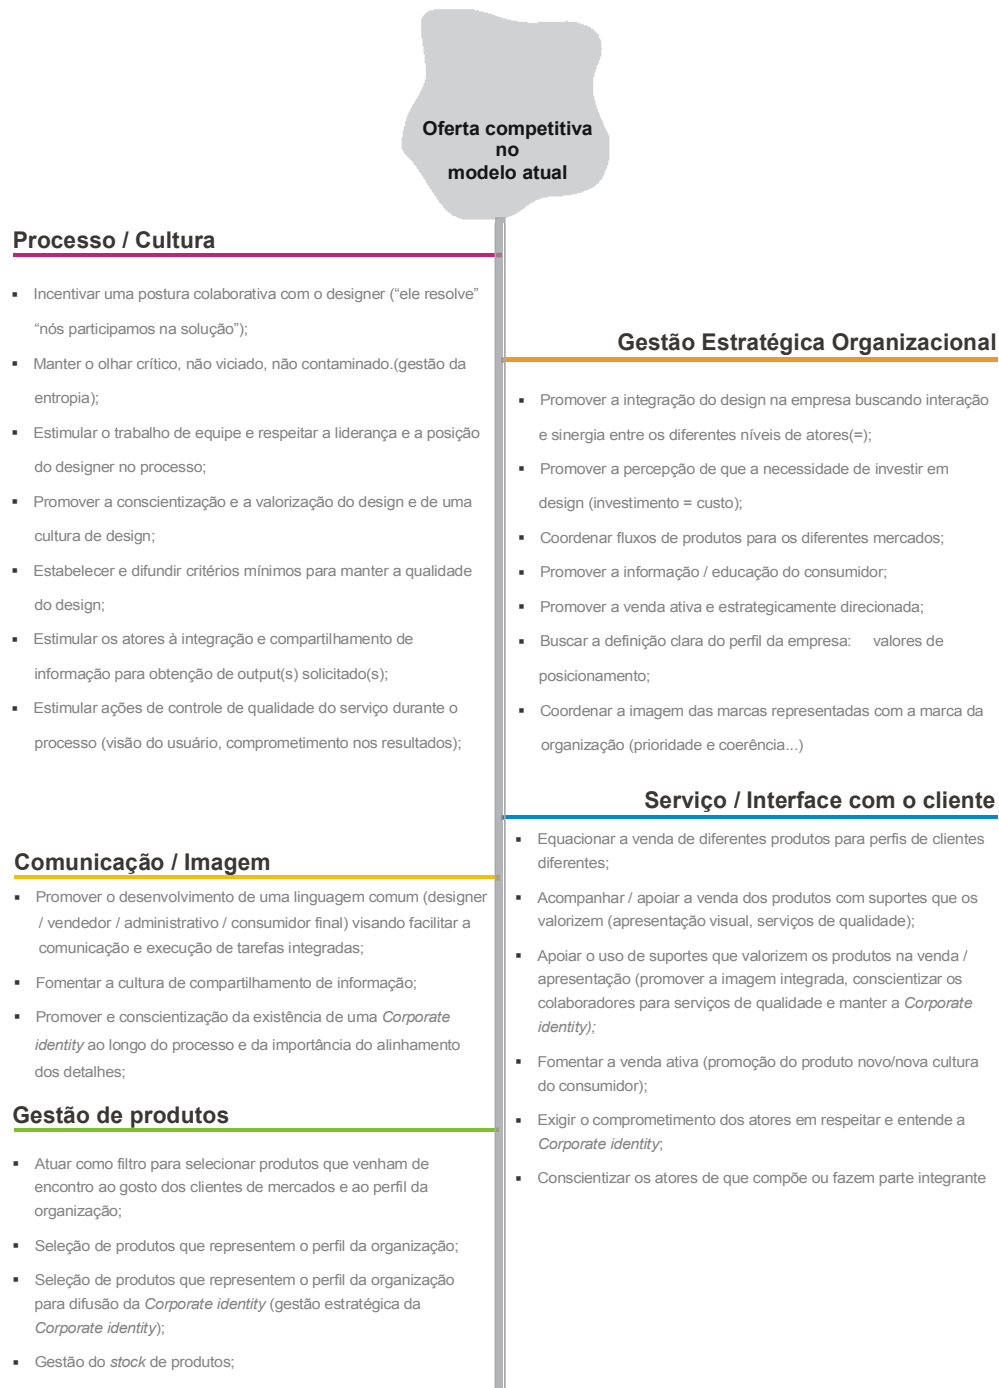 Oferta competitiva
no
modelo atual
Processo / Cultura
▪ Incentivar uma postura colaborativa com o designer (“ele resolve”
“nós participamos na solução”);
▪ Manter o olhar crítico, não viciado, não contaminado.(gestão da
entropia);
▪ Estimular o trabalho de equipe e respeitar a liderança e a posição
do designer no processo;
▪ Promover a conscientização e a valorização do design e de uma
cultura de design;
▪ Estabelecer e difundir critérios mínimos para manter a qualidade
do design;
▪ Estimular os atores à integração e compartilhamento de
informação para obtenção de output(s) solicitado(s);
▪ Estimular ações de controle de qualidade do serviço durante o
processo (visão do usuário, comprometimento nos resultados);
Gestão Estratégica Organizacional
▪ Promover a integração do design na empresa buscando interação
e sinergia entre os diferentes níveis de atores(=);
▪ Promover a percepção de que a necessidade de investir em
design (investimento = custo);
▪ Coordenar fluxos de produtos para os diferentes mercados;
▪ Promover a informação / educação do consumidor;
▪ Promover a venda ativa e estrategicamente direcionada;
▪ Buscar a definição clara do perfil da empresa: valores de
posicionamento;
▪ Coordenar a imagem das marcas representadas com a marca da
organização (prioridade e coerência...)
Comunicação / Imagem
▪ Promover o desenvolvimento de uma linguagem comum (designer
/ vendedor / administrativo / consumidor final) visando facilitar a
comunicação e execução de tarefas integradas;
▪ Fomentar a cultura de compartilhamento de informação;
▪ Promover e conscientização da existência de uma Corporate
identity ao longo do processo e da importância do alinhamento
dos detalhes;
Serviço / Interface com o cliente
▪ Equacionar a venda de diferentes produtos para perfis de clientes
diferentes;
▪ Acompanhar / apoiar a venda dos produtos com suportes que os
valorizem (apresentação visual, serviços de qualidade);
▪ Apoiar o uso de suportes que valorizem os produtos na venda /
apresentação (promover a imagem integrada, conscientizar os
colaboradores para serviços de qualidade e manter a Corporate
identity);
▪ Fomentar a venda ativa (promoção do produto novo/nova cultura
do consumidor);
▪ Exigir o comprometimento dos atores em respeitar e entende a
Corporate identity;
▪ Conscientizar os atores de que compõe ou fazem parte integrante
Gestão de produtos
▪ Atuar como filtro para selecionar produtos que venham de
encontro ao gosto dos clientes de mercados e ao perfil da
organização;
▪ Seleção de produtos que representem o perfil da organização;
▪ Seleção de produtos que representem o perfil da organização
para difusão da Corporate identity (gestão estratégica da
Corporate identity);
▪ Gestão do stock de produtos;